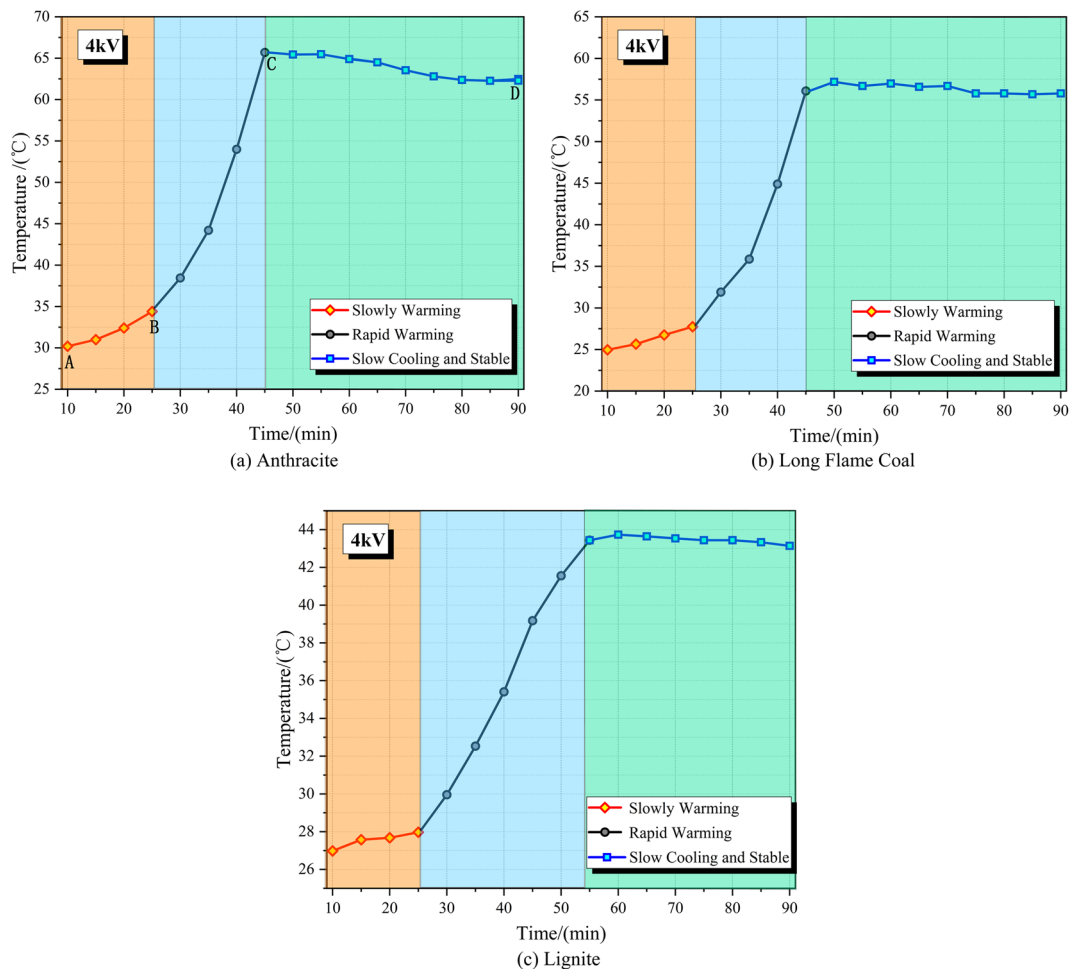 70
65
60
55
50
45
40
35
30
25
4kV
A
B
C
D
Slowly Warming
Rapid Warming
Slow Cooling and Stable
10 20 30 40 50 60 70 80 90
Temperature /(℃)
Time/(min)
(a) Anthracite
65
60
55
50
45
40
35
30
25
20
4kV
Slowly Warming
Rapid Warming
Slow Cooling and Stable
10 20 30 40 50 60 70 80 90
Temperature/(℃)
Time/(min)
(b) Long Flame Coal
44
42
40
38
36
34
32
30
28
26
4kV
Slowly Warming
Rapid Warming
Slow Cooling and Stable
10 20 30 40 50 60 70 80 90
Temperature/(℃)
Time/(min)
(c) Lignite